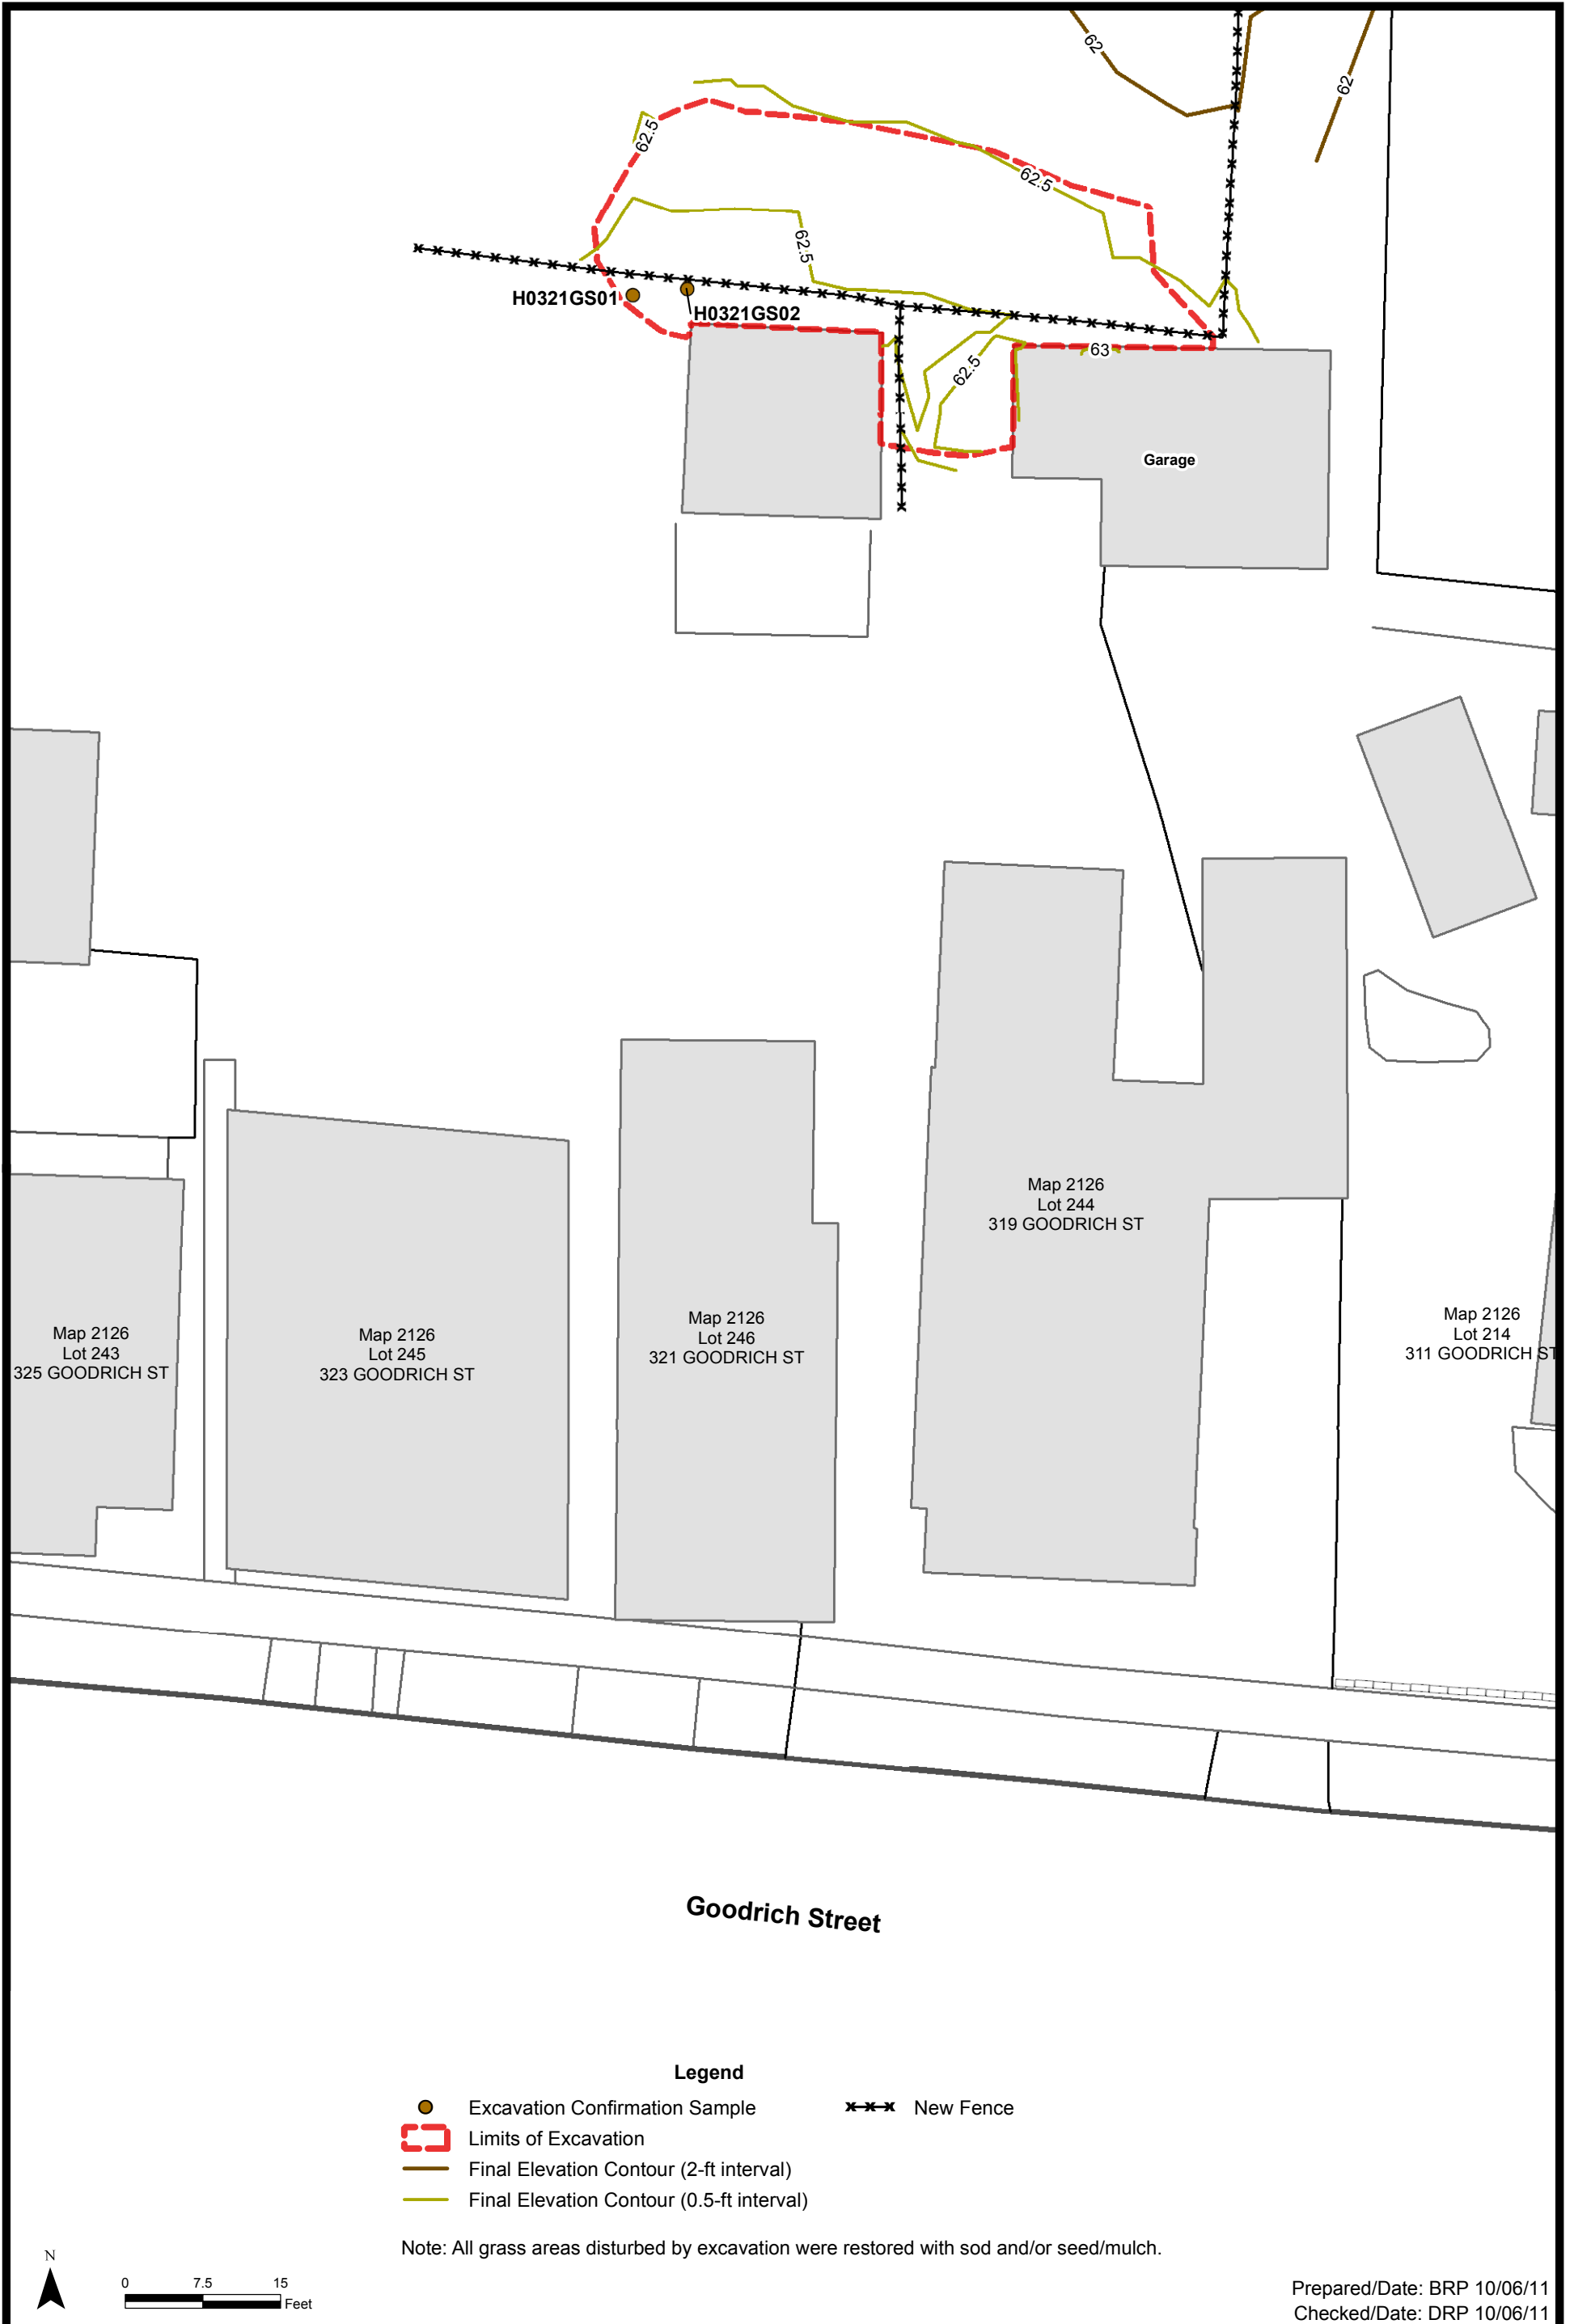 62
62
62.5
62.5
62.5
H0321GS01
H0321GS02
62.5
63
Garage
Map 2126
Lot 244
319 GOODRICH ST
Map 2126
Lot 246
321 GOODRICH ST
Map 2126
Lot 214
311 GOODRICH ST
Map 2126
Lot 243
325 GOODRICH ST
Map 2126
Lot 245
323 GOODRICH ST
Goodrich Street
Legend
Excavation Confirmation Sample
New Fence
Limits of Excavation
Final Elevation Contour (2-ft interval)
Final Elevation Contour (0.5-ft interval)
Note: All grass areas disturbed by excavation were restored with sod and/or seed/mulch.
N
0 7.5 15
Feet
Prepared/Date: BRP 10/06/11
Checked/Date: DRP 10/06/11